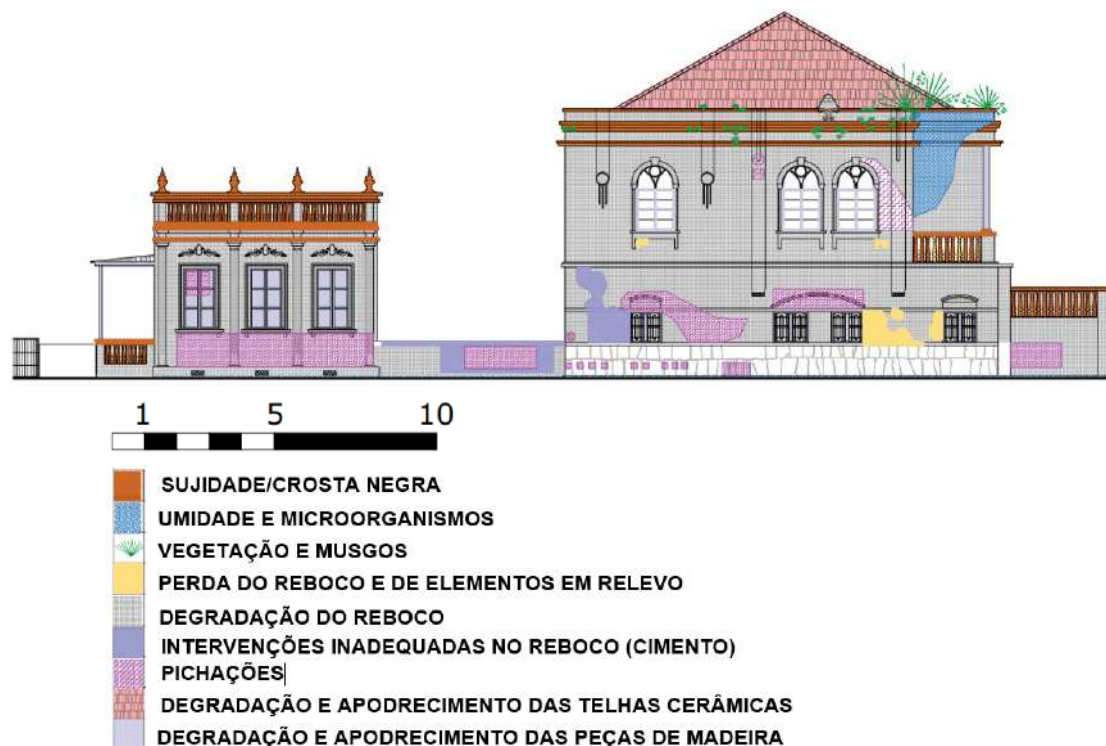 1 5 10
SUJIDADE/CROSTA NEGRA
UMIDADE E MICROORGANISMOS
VEGETAÇÃO E MUSGOS
PERDA DO REBOCO E DE ELEMENTOS EM RELEVO
DEGRADAÇÃO DO REBOCO
INTERVENÇÕES INADEQUADAS NO REBOCO (CIMENTO)
PICHAÇÕES
DEGRADAÇÃO E APODRECIMENTO DAS TELHAS CERÂMICAS
DEGRADAÇÃO E APODRECIMENTO DAS PEÇAS DE MADEIRA